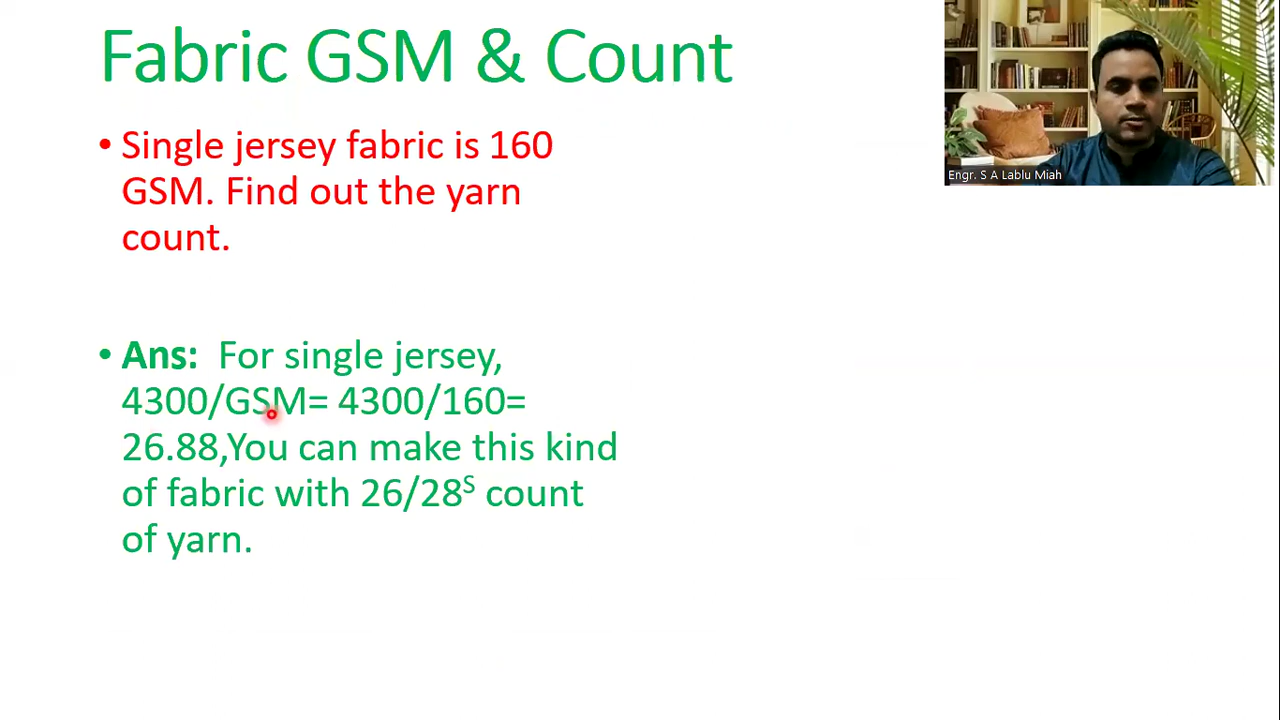 Fabric GSM & Count
• Single jersey fabric is 160
GSM. Find out the yarn
count.
• Ans: For single jersey,
4300/GSM= 4300/160=
26.88,You can make this kind
of fabric with 26/28ˢ count
of yarn.
Engr. S A Lablu Miah